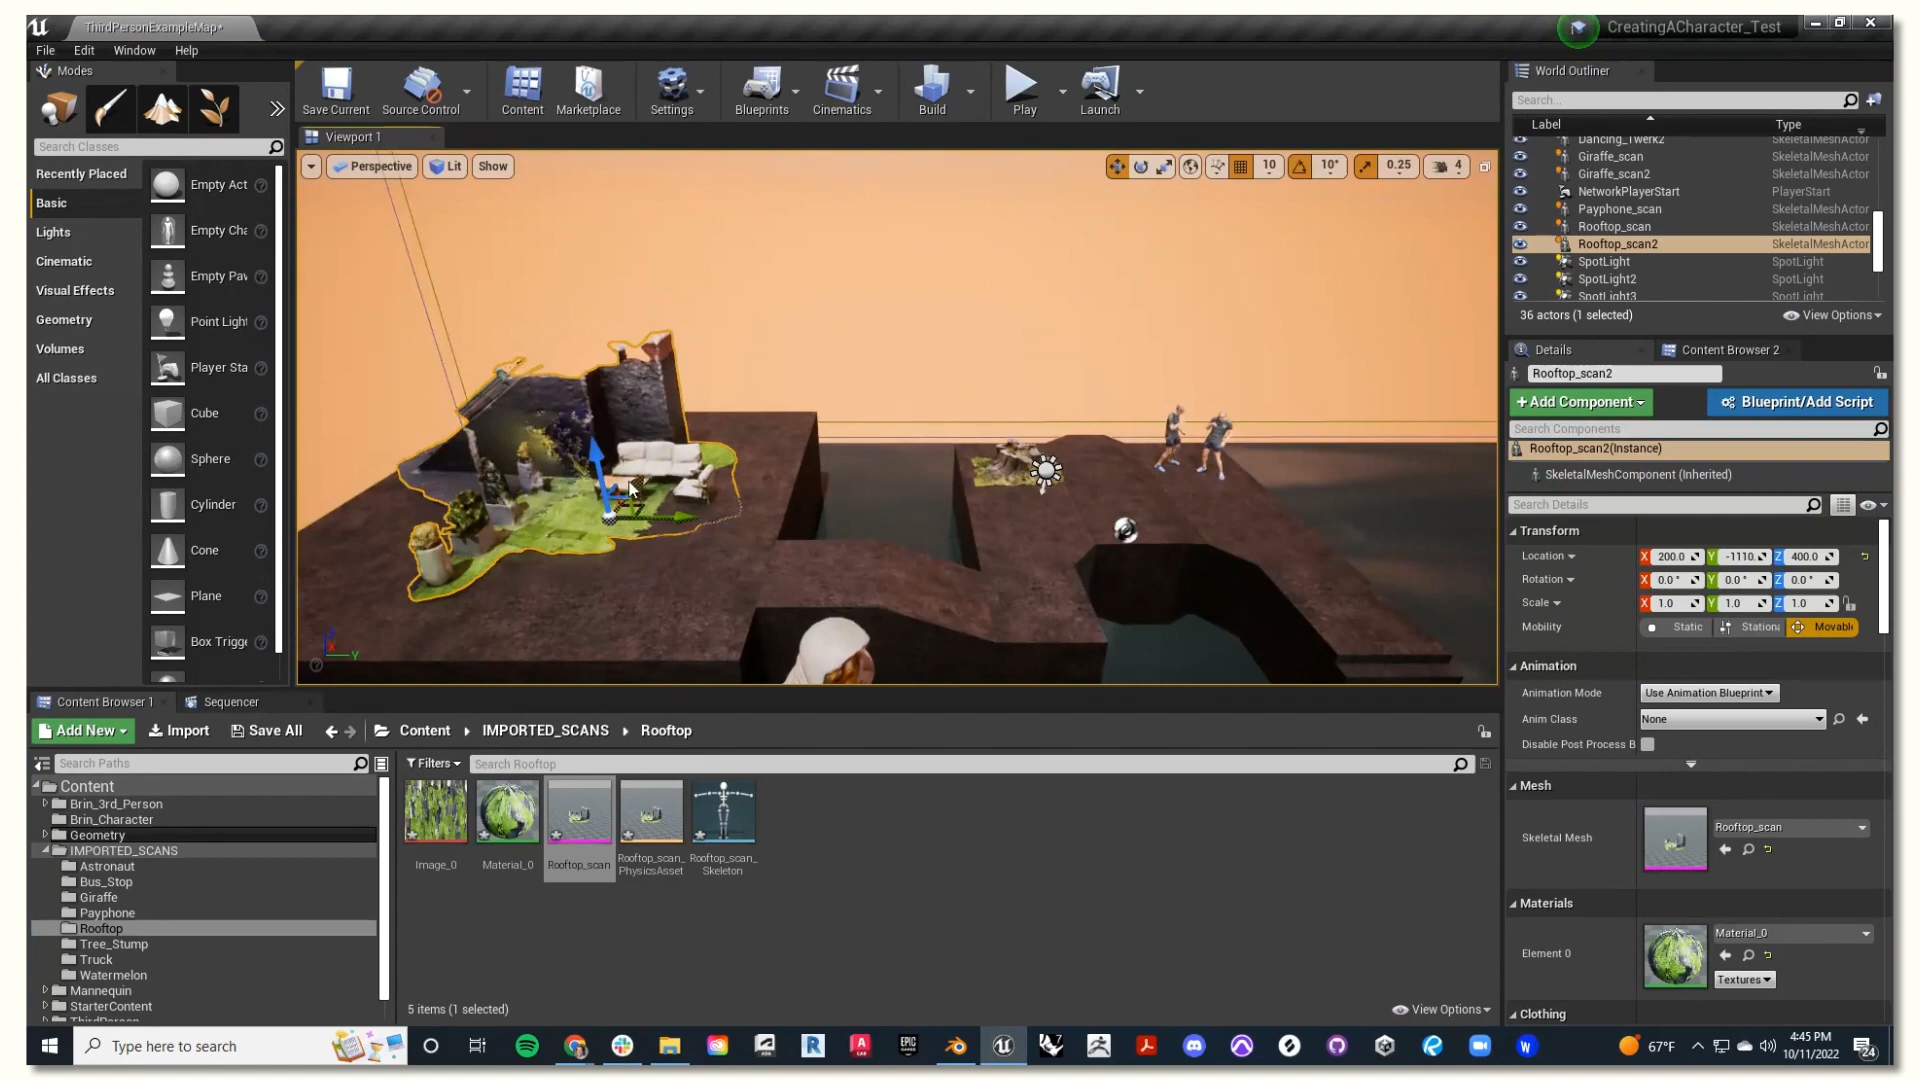 ThirdPersonExampleMap*
CreatingACharacter_Test
File Edit Window Help
Modes
Save Current
Source Control
Content
Marketplace
Settings
Blueprints
Cinematics
Build
Play
Launch
Search Classes
Recently Placed
Basic
Lights
Cinematic
Visual Effects
Geometry
Volumes
All Classes
Empty Act
Empty Cha
Empty Pav
Point Light
Player Sta
Cube
Sphere
Cylinder
Cone
Plane
Box Trigge
Viewport 1
Perspective
Lit
Show
10
10°
0.25
4
X
Y
World Outliner
Search...
Label Type
Dancing_Twerk2 SkeletalMeshActor
Giraffe_scan SkeletalMeshActor
Giraffe_scan2 SkeletalMeshActor
NetworkPlayerStart PlayerStart
Payphone_scan SkeletalMeshActor
Rooftop_scan SkeletalMeshActor
Rooftop_scan2 SkeletalMeshActor
SpotLight SpotLight
SpotLight2 SpotLight
SpotLight3 SpotLight
36 actors (1 selected)
View Options
Details
Content Browser 2
Rooftop_scan2
+Add Component
Blueprint/Add Script
Search Components
Rooftop_scan2(Instance)
SkeletalMeshComponent (Inherited)
Search Details
Transform
Location X 200.0 Y -1110. Z 400.0
Rotation X 0.0° Y 0.0° Z 0.0°
Scale X 1.0 Y 1.0 Z 1.0
Mobility Static Stationa Movable
Animation
Animation Mode Use Animation Blueprint
Anim Class None
Disable Post Process B
Mesh
Skeletal Mesh Rooftop_scan
Materials
Element 0 Material_0
Textures
Clothing
Content Browser 1
Sequencer
Add New
Import
Save All
Content
IMPORTED_SCANS
Rooftop
Search Paths
Filters
Search Rooftop
Content
Brin_3rd_Person
Brin_Character
Geometry
IMPORTED_SCANS
Astronaut
Bus_Stop
Giraffe
Payphone
Rooftop
Tree_Stump
Truck
Watermelon
Mannequin
StarterContent
ThirdPerson
Image_0
Material_0
Rooftop_scan
Rooftop_scan_
PhysicsAsset
Rooftop_scan_
Skeleton
5 items (1 selected)
View Options
Type here to search
EPIC
GAMES
67°F
4:45 PM
10/11/2022
24